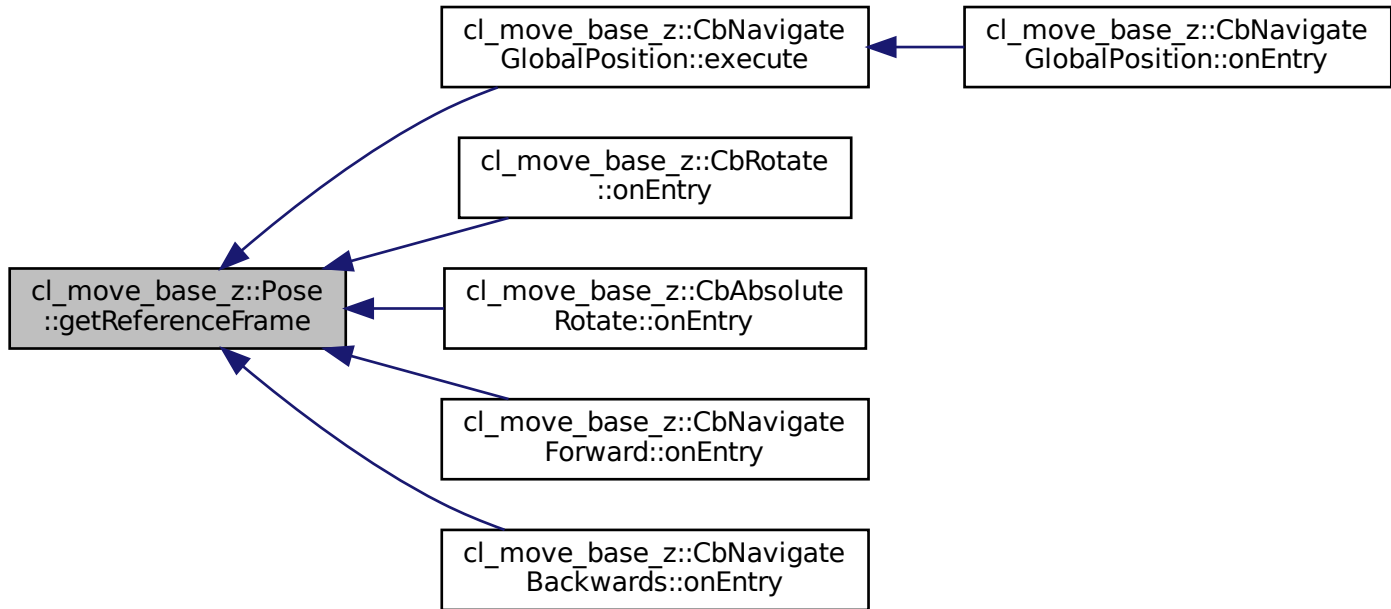 cl_move_base_z::CbNavigate
GlobalPosition::execute
cl_move_base_z::CbNavigate
GlobalPosition::onEntry
cl_move_base_z::CbRotate
::onEntry
cl_move_base_z::Pose
::getReferenceFrame
cl_move_base_z::CbAbsolute
Rotate::onEntry
cl_move_base_z::CbNavigate
Forward::onEntry
cl_move_base_z::CbNavigate
Backwards::onEntry